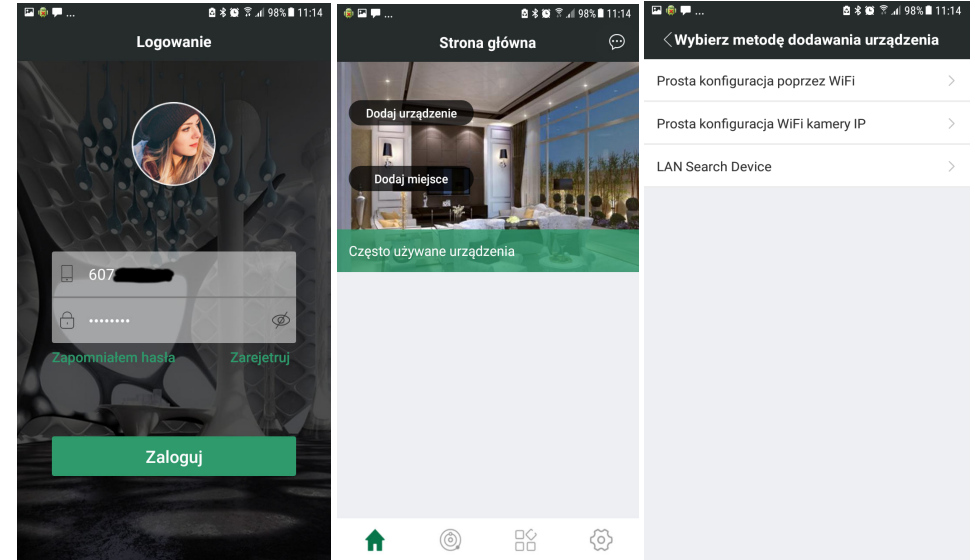 ... 98% 11:14
Logowanie
607
········
Zapomniałem hasła
Zarejetruj
Zaloguj
... 98% 11:14
Strona główna
Dodaj urządzenie
Dodaj miejsce
Często używane urządzenia
... 98% 11:14
Wybierz metodę dodawania urządzenia
Prosta konfiguracja poprzez WiFi
Prosta konfiguracja WiFi kamery IP
LAN Search Device